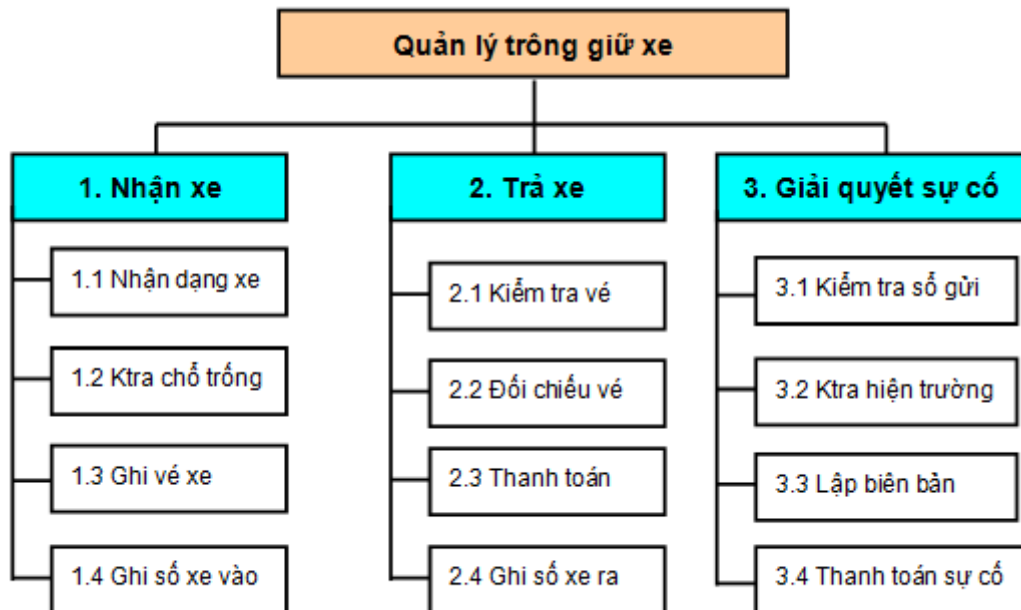 Quản lý trông giữ xe
1. Nhận xe
1.1 Nhận dạng xe
1.2 Ktra chỗ trống
1.3 Ghi vé xe
1.4 Ghi sổ xe vào
2. Trả xe
2.1 Kiểm tra vé
2.2 Đối chiếu vé
2.3 Thanh toán
2.4 Ghi sổ xe ra
3. Giải quyết sự cố
3.1 Kiểm tra sổ gửi
3.2 Ktra hiện trường
3.3 Lập biên bản
3.4 Thanh toán sự cố